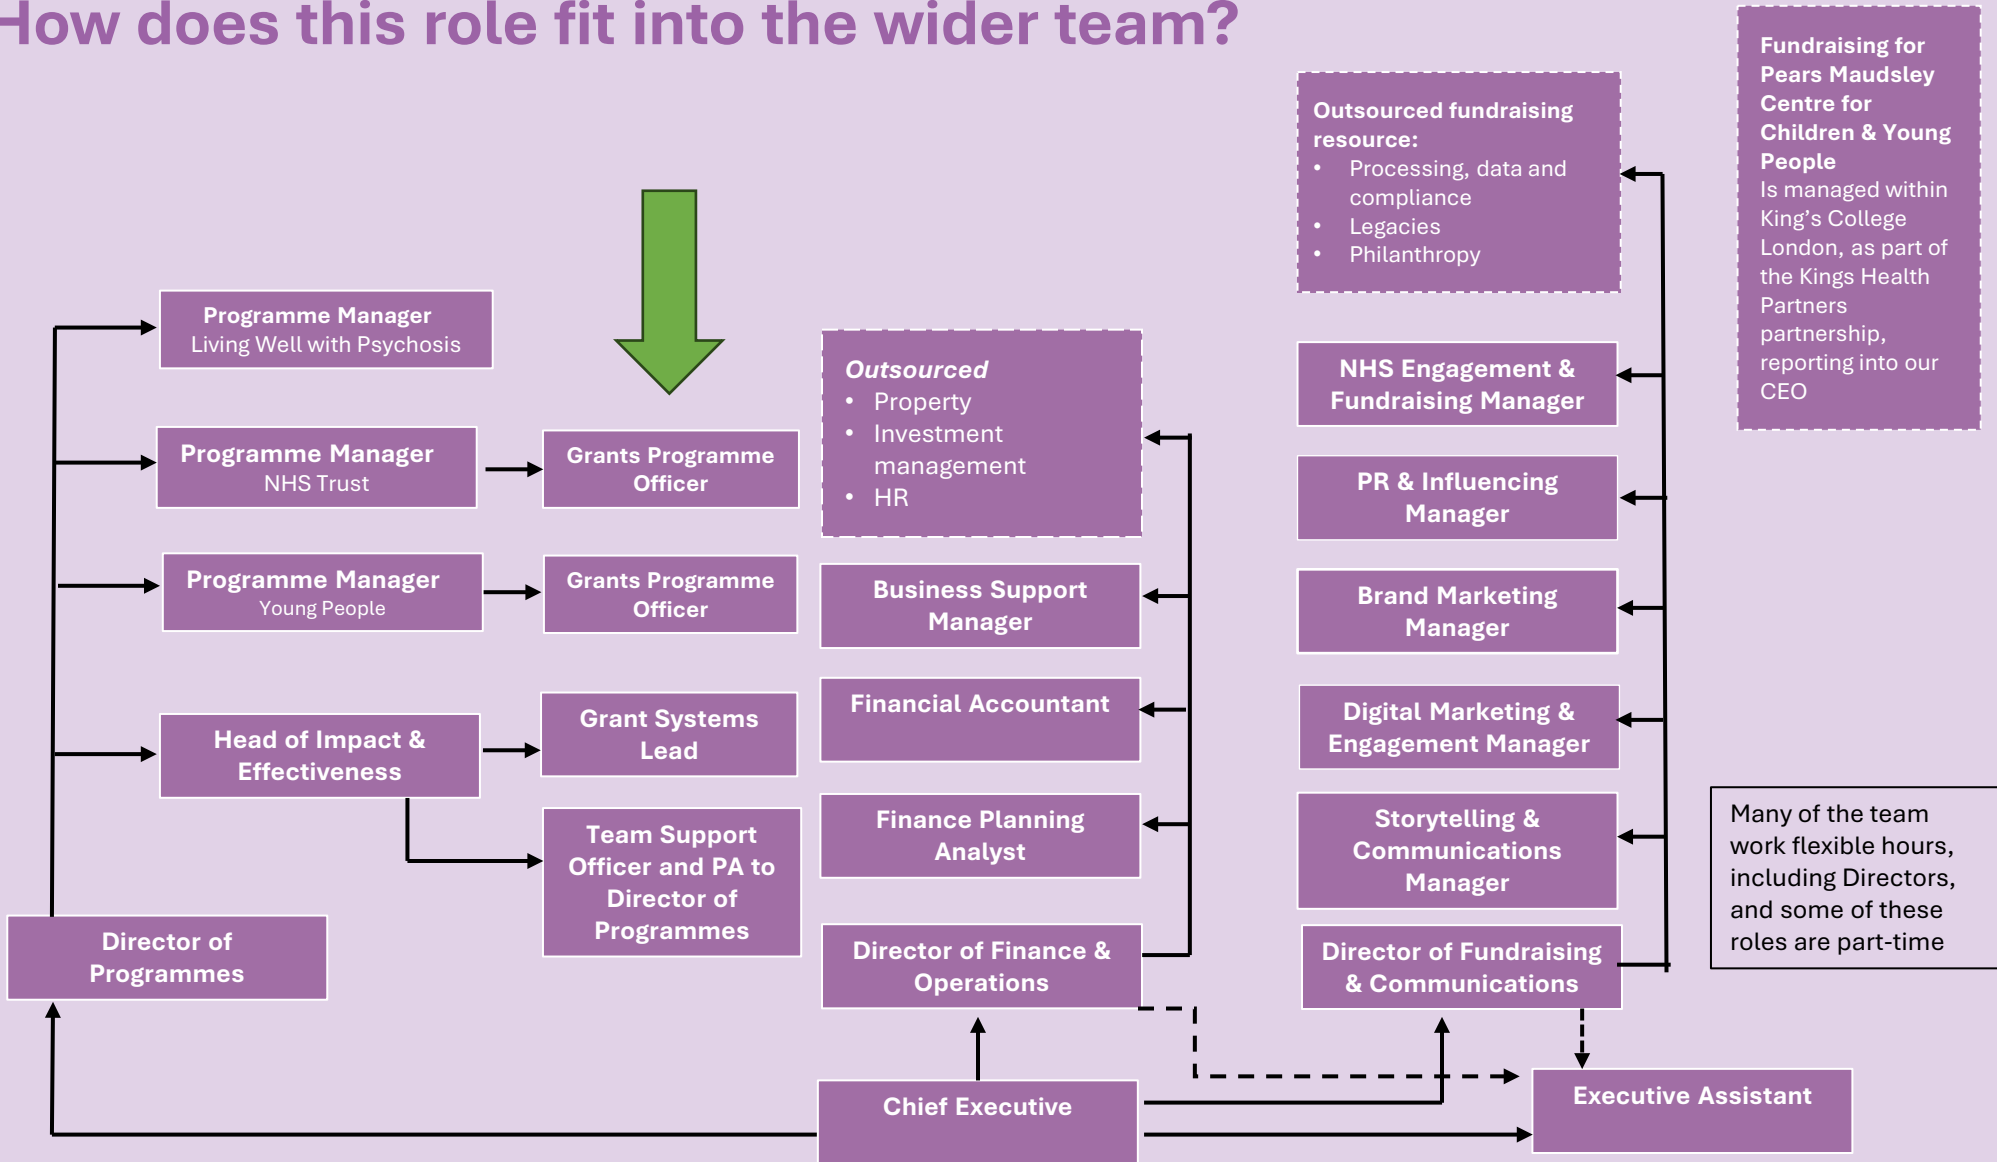 How does this role fit into the wider team?
Fundraising for
Pears Maudsley
Centre for
Children & Young
People
Is managed within
King's College
London, as part of
the Kings Health
Partners
partnership,
reporting into our
CEO
Outsourced fundraising
resource:
• Processing, data and
compliance
• Legacies
• Philanthropy
Programme Manager
Living Well with Psychosis
Programme Manager
NHS Trust
Grants Programme
Officer
Programme Manager
Young People
Grants Programme
Officer
Head of Impact &
Effectiveness
Grant Systems
Lead
Team Support
Officer and PA to
Director of
Programmes
Director of
Programmes
Outsourced
• Property
• Investment
management
• HR
Business Support
Manager
Financial Accountant
Finance Planning
Analyst
Director of Finance &
Operations
NHS Engagement &
Fundraising Manager
PR & Influencing
Manager
Brand Marketing
Manager
Digital Marketing &
Engagement Manager
Storytelling &
Communications
Manager
Director of Fundraising
& Communications
Many of the team
work flexible hours,
including Directors,
and some of these
roles are part-time
Chief Executive
Executive Assistant